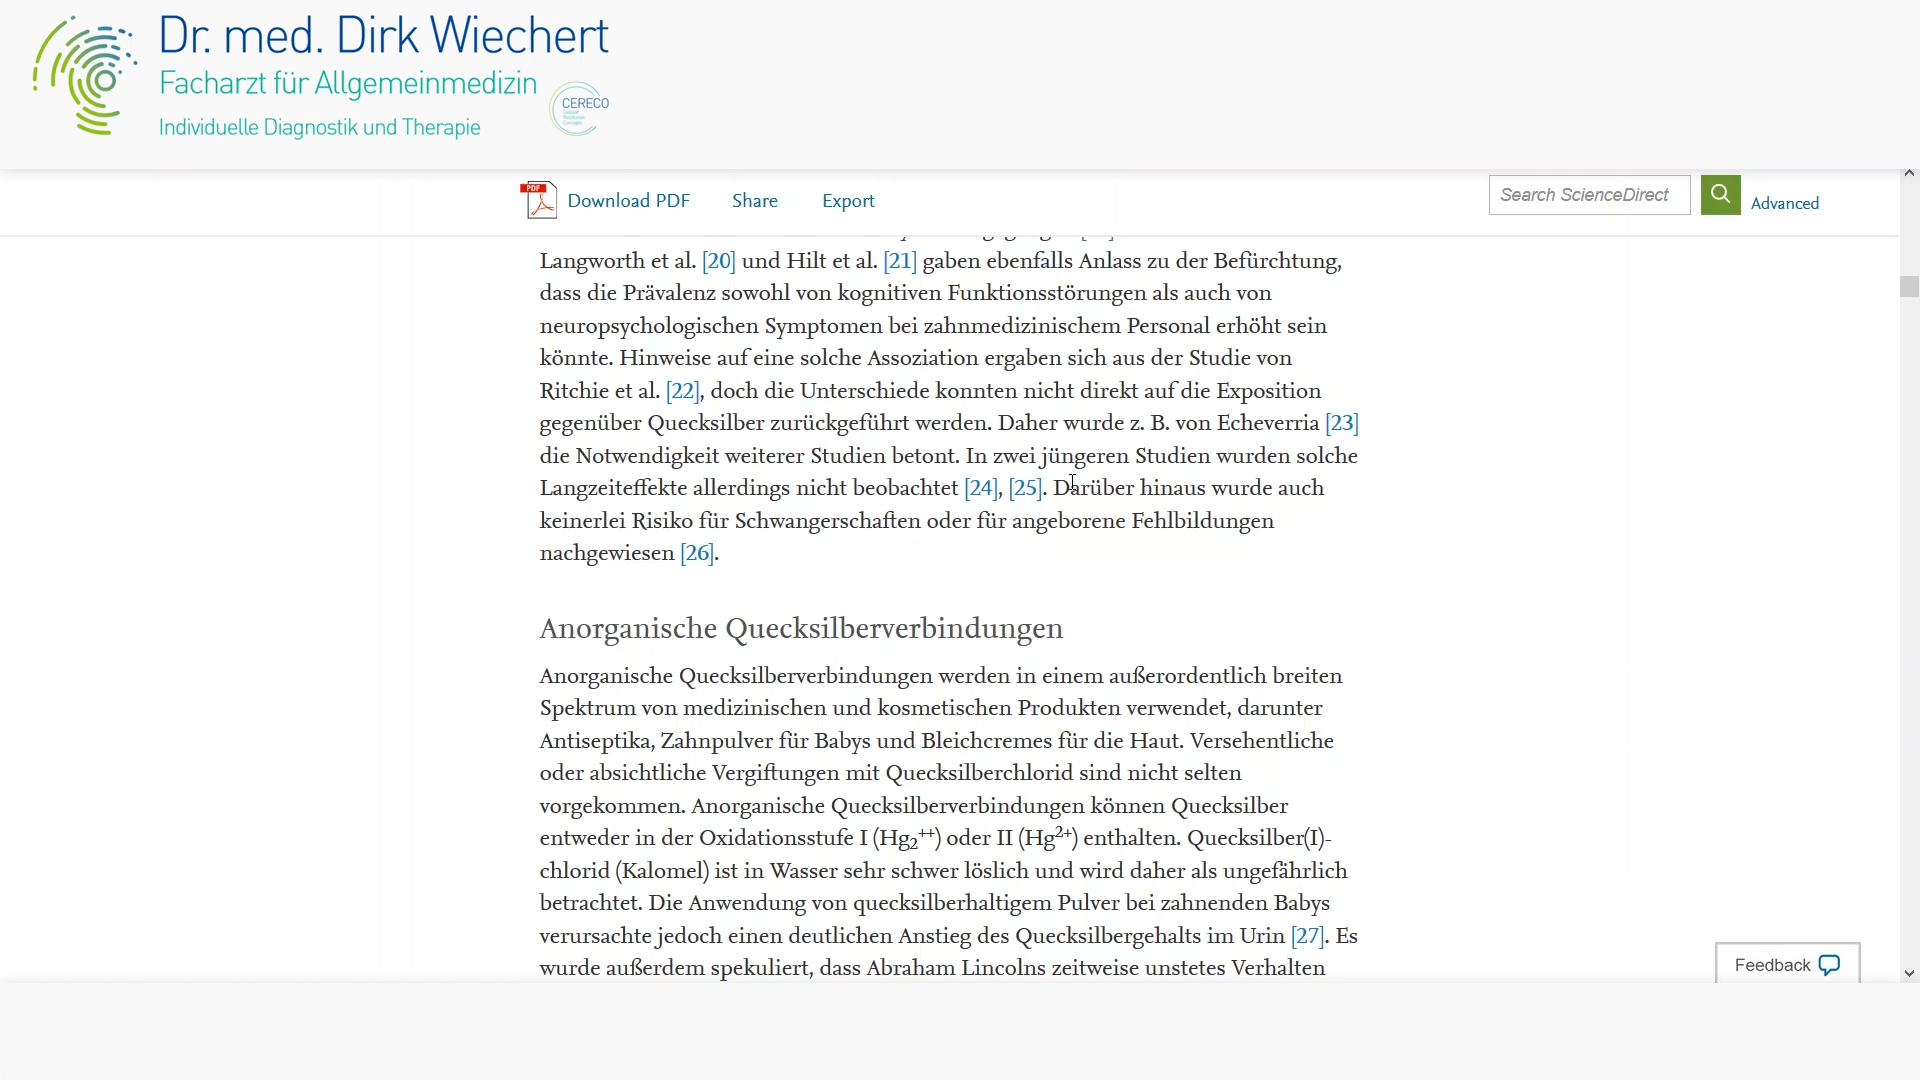 Dr. med. Dirk Wiechert
Facharzt für Allgemeinmedizin
CERECO
Individuelle Diagnostik und Therapie
Download PDF
Share
Export
Search ScienceDirect
Advanced
Langworth et al. [20] und Hilt et al. [21] gaben ebenfalls Anlass zu der Befürchtung,
dass die Prävalenz sowohl von kognitiven Funktionsstörungen als auch von
neuropsychologischen Symptomen bei zahnmedizinischem Personal erhöht sein
könnte. Hinweise auf eine solche Assoziation ergaben sich aus der Studie von
Ritchie et al. [22], doch die Unterschiede konnten nicht direkt auf die Exposition
gegenüber Quecksilber zurückgeführt werden. Daher wurde z. B. von Echeverria [23]
die Notwendigkeit weiterer Studien betont. In zwei jüngeren Studien wurden solche
Langzeiteffekte allerdings nicht beobachtet [24], [25]. Darüber hinaus wurde auch
keinerlei Risiko für Schwangerschaften oder für angeborene Fehlbildungen
nachgewiesen [26].
Anorganische Quecksilberverbindungen
Anorganische Quecksilberverbindungen werden in einem außerordentlich breiten
Spektrum von medizinischen und kosmetischen Produkten verwendet, darunter
Antiseptika, Zahnpulver für Babys und Bleichcremes für die Haut. Versehentliche
oder absichtliche Vergiftungen mit Quecksilberchlorid sind nicht selten
vorgekommen. Anorganische Quecksilberverbindungen können Quecksilber
entweder in der Oxidationsstufe I (Hg₂⁺⁺) oder II (Hg²⁺) enthalten. Quecksilber(I)-
chlorid (Kalomel) ist in Wasser sehr schwer löslich und wird daher als ungefährlich
betrachtet. Die Anwendung von quecksilberhaltigem Pulver bei zahnenden Babys
verursachte jedoch einen deutlichen Anstieg des Quecksilbergehalts im Urin [27]. Es
wurde außerdem spekuliert, dass Abraham Lincolns zeitweise unstetes Verhalten
Feedback